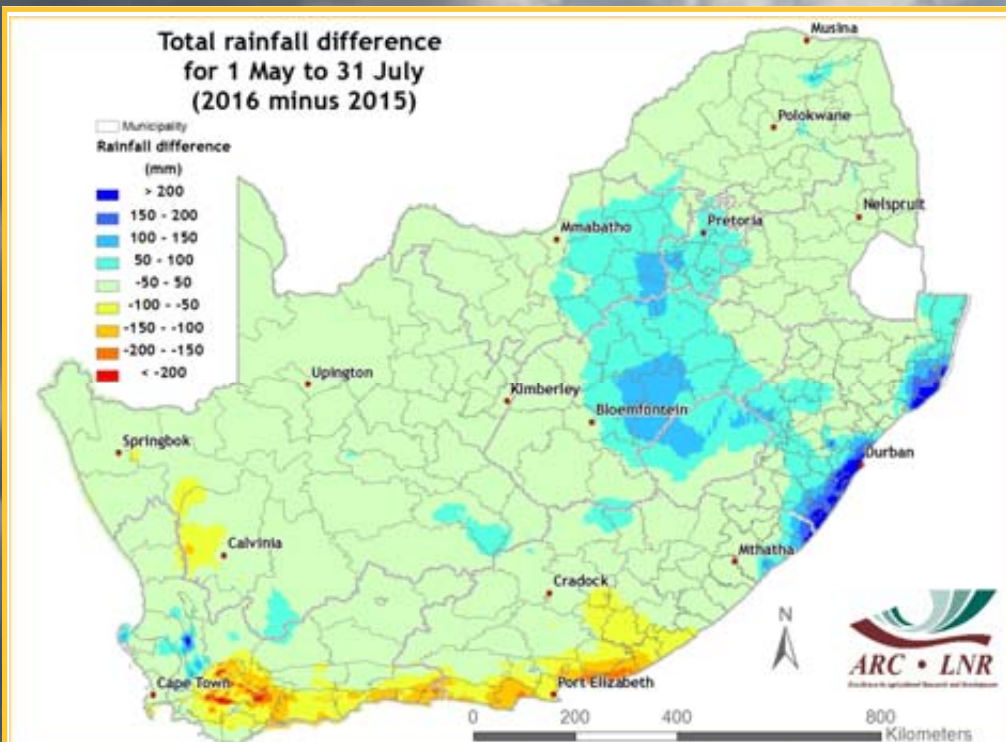 Total rainfall difference
for 1 May to 31 July
(2016 minus 2015)
Municipality
Rainfall difference
(mm)
> 200
150 - 200
100 - 150
50 - 100
-50 - 50
-100 - -50
-150 - -100
-200 - -150
< -200
Musina
Polokwane
Nelspruit
Pretoria
Mmabatho
Upington
Kimberley
Bloemfontein
Springbok
Durban
Calvinia
Mthatha
Cradock
Cape Town
Port Elizabeth
N
ARC • LNR
0 200 400 800
Kilometers